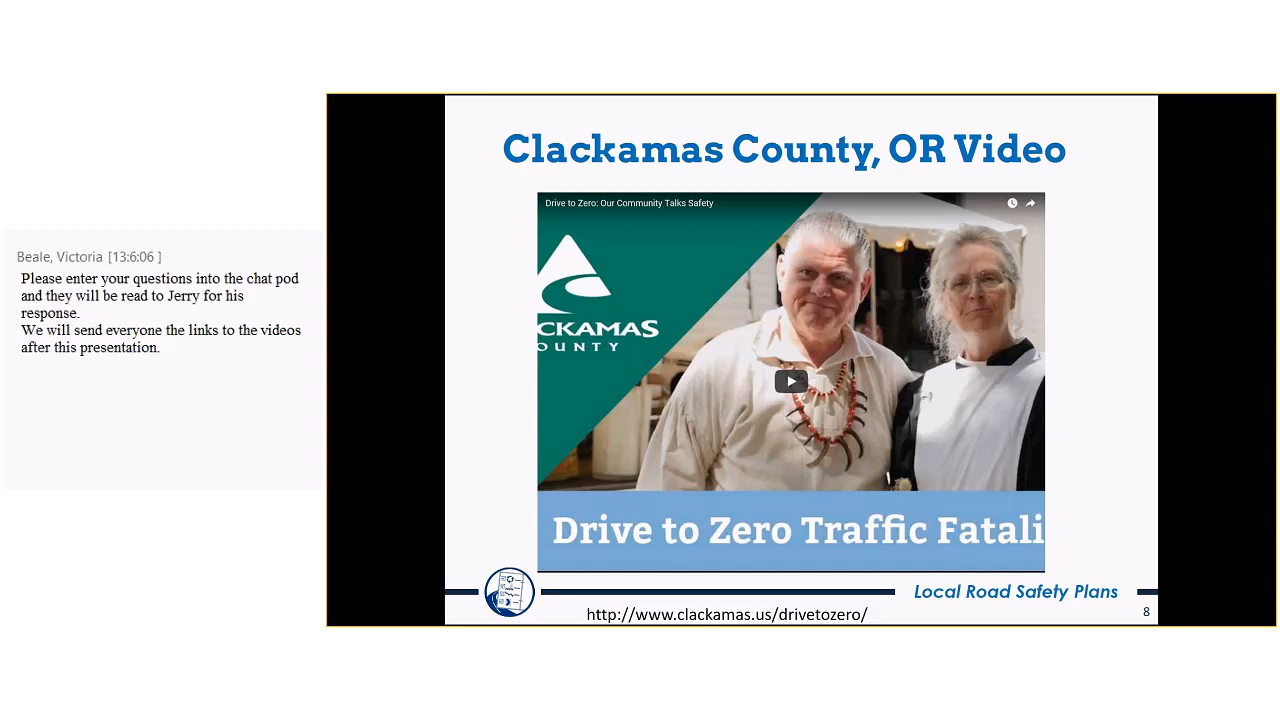 Beale, Victoria [13:6:06 ]
Please enter your questions into the chat pod
and they will be read to Jerry for his
response.
We will send everyone the links to the videos
after this presentation.
Clackamas County, OR Video
Drive to Zero: Our Community Talks Safety
CKAMAS
OUNTY
Drive to Zero Traffic Fatali
Local Road Safety Plans
http://www.clackamas.us/drivetozero/
8